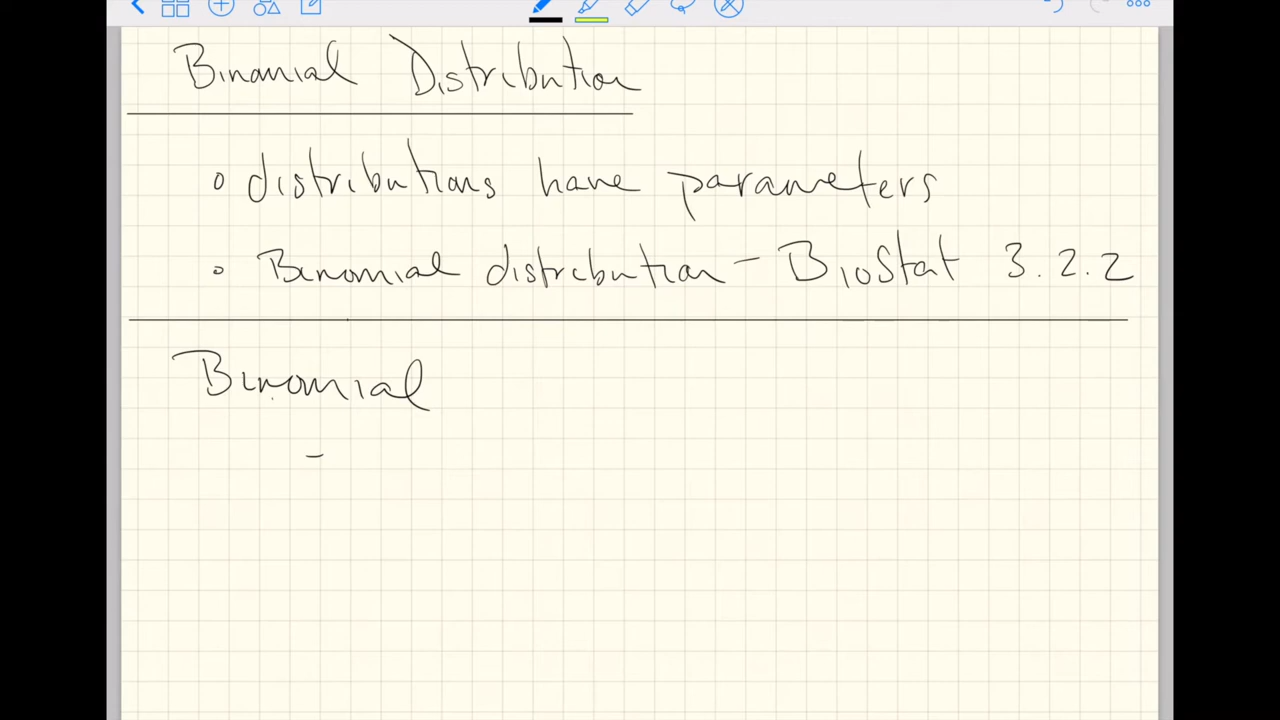 Binomial Distribution
o distributions have parameters
o Binomial distribution - BioStat 3.2.2
Binomial
-